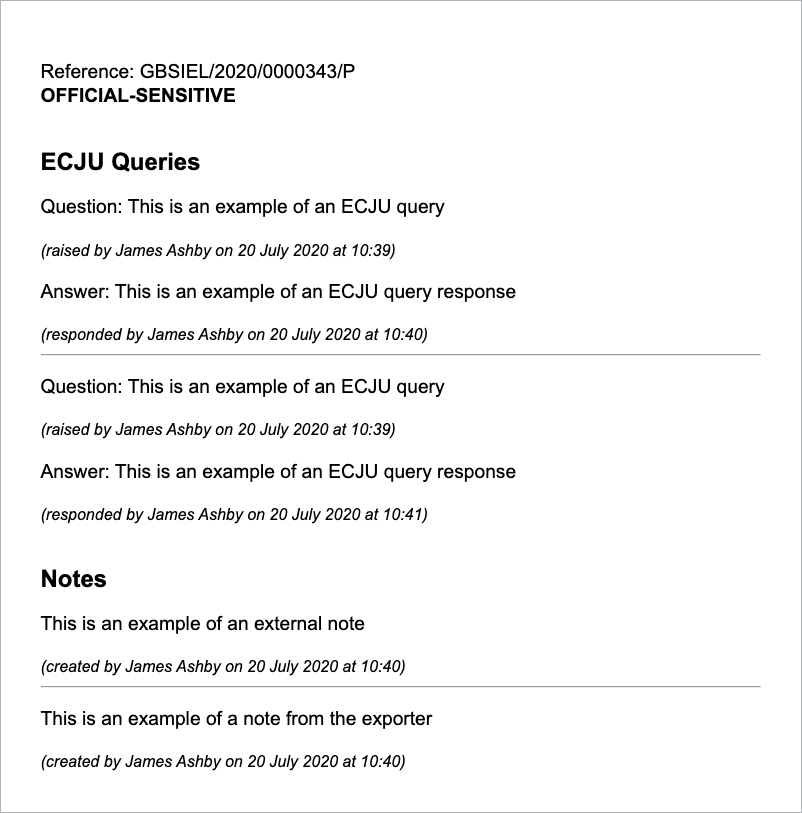 Reference: GBSIEL/2020/0000343/P
OFFICIAL-SENSITIVE
ECJU Queries
Question: This is an example of an ECJU query
(raised by James Ashby on 20 July 2020 at 10:39)
Answer: This is an example of an ECJU query response
(responded by James Ashby on 20 July 2020 at 10:40)
Question: This is an example of an ECJU query
(raised by James Ashby on 20 July 2020 at 10:39)
Answer: This is an example of an ECJU query response
(responded by James Ashby on 20 July 2020 at 10:41)
Notes
This is an example of an external note
(created by James Ashby on 20 July 2020 at 10:40)
This is an example of a note from the exporter
(created by James Ashby on 20 July 2020 at 10:40)